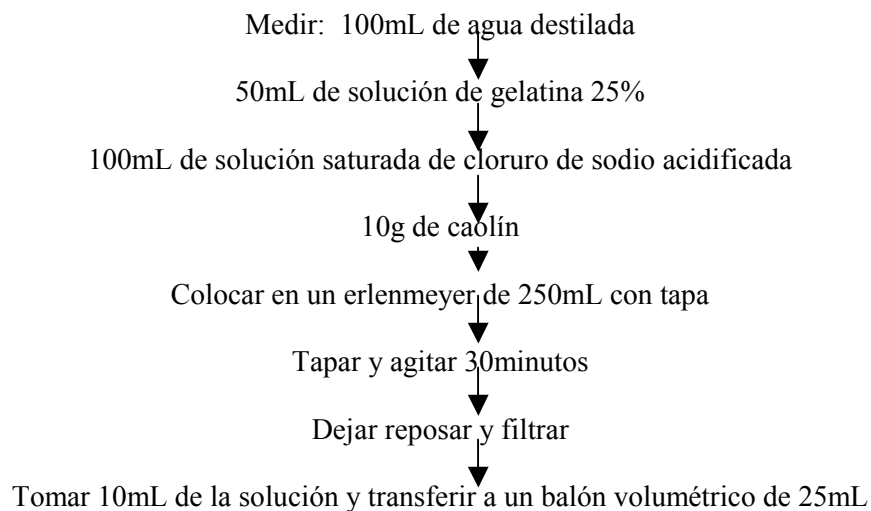 Medir: 100mL de agua destilada
50mL de solución de gelatina 25%
100mL de solución saturada de cloruro de sodio acidificada
10g de caolín
Colocar en un erlenmeyer de 250mL con tapa
Tapar y agitar 30minutos
Dejar reposar y filtrar
Tomar 10mL de la solución y transferir a un balón volumétrico de 25mL